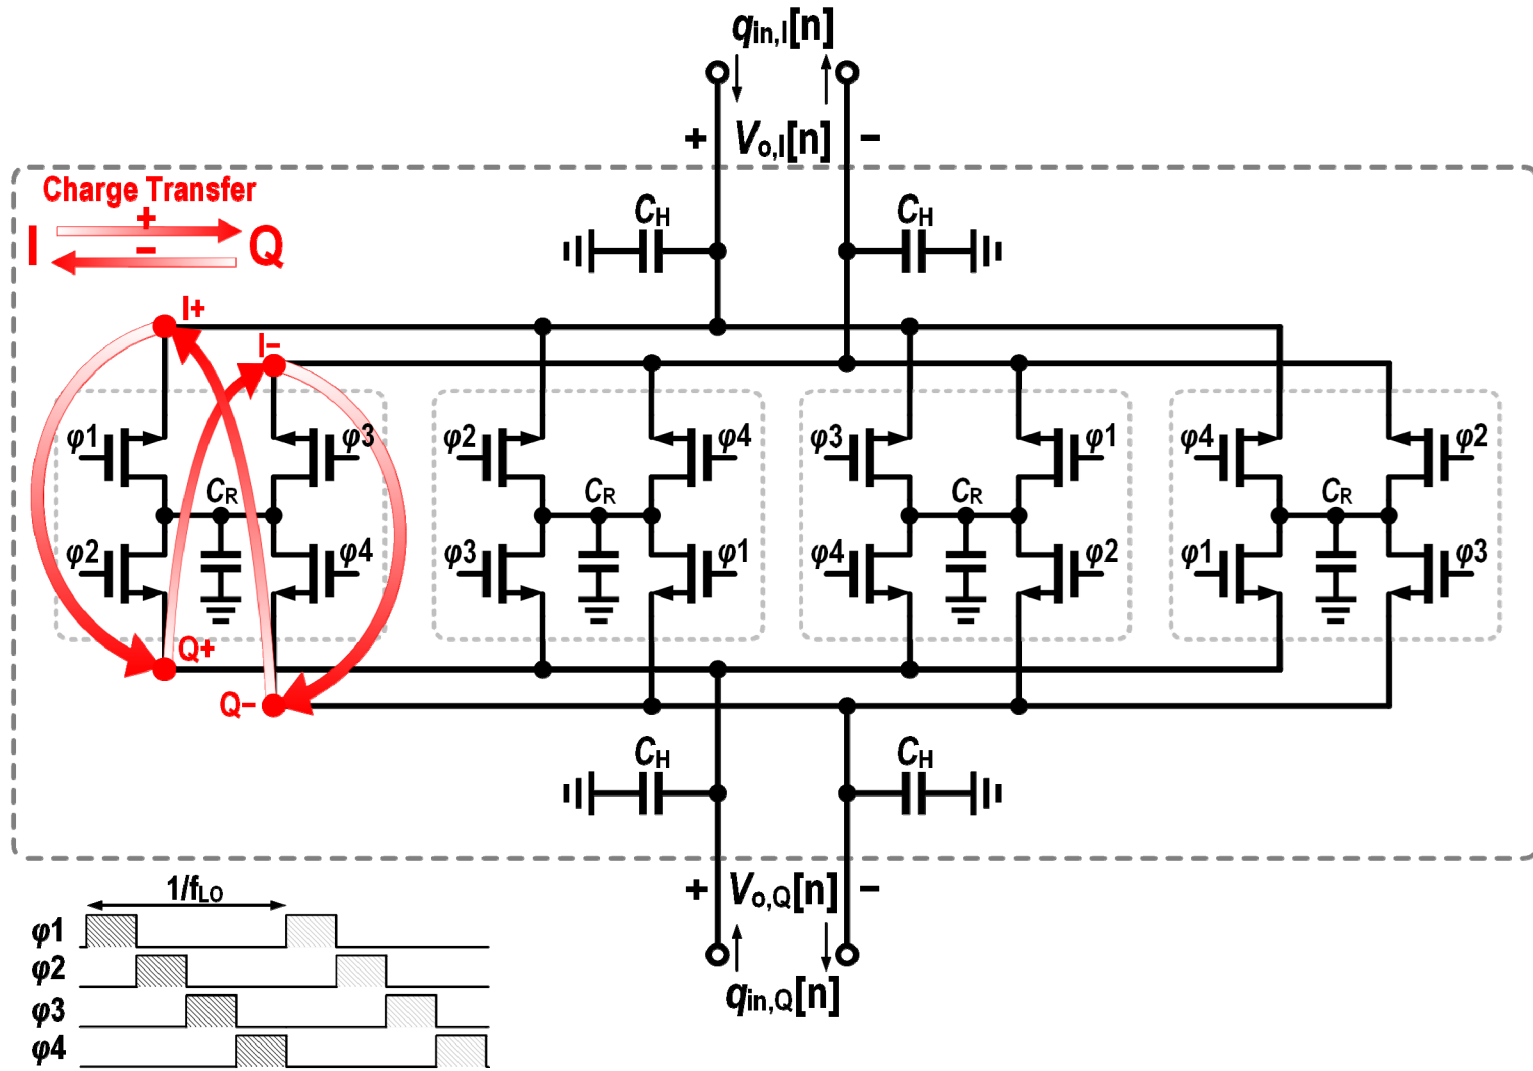 qin,I[n]
+ Vo,I[n] −
Charge Transfer
+
I − Q
CH CH
I+
I−
φ1 φ3 φ2 φ4 φ3 φ1 φ4 φ2
CR CR CR CR
φ2 φ4 φ3 φ1 φ4 φ2 φ1 φ3
Q+
Q−
CH CH
+ Vo,Q[n] −
qin,Q[n]
1/fLO
φ1
φ2
φ3
φ4